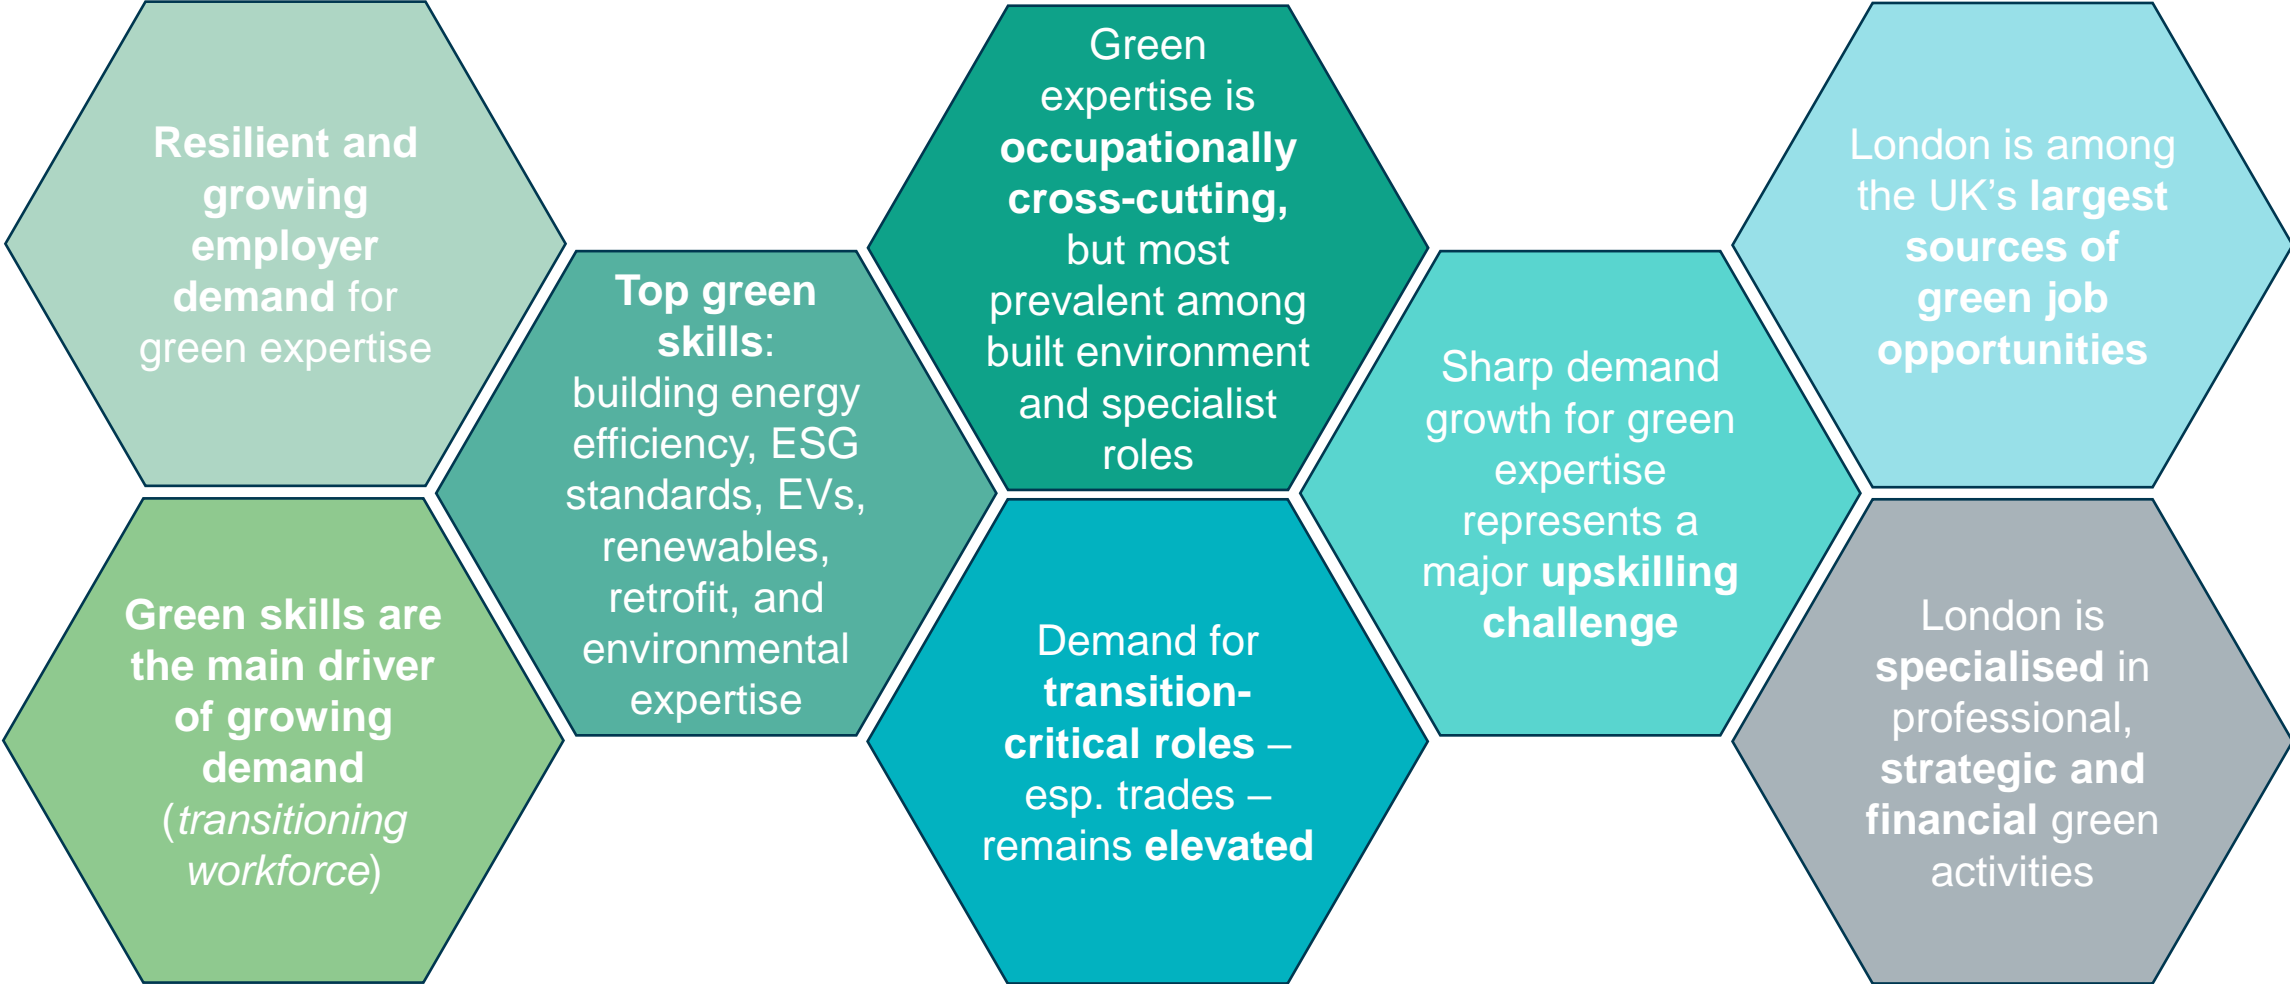 Resilient and
growing
employer
demand for
green expertise
Green skills are
the main driver
of growing
demand
(transitioning
workforce)
Top green
skills:
building energy
efficiency, ESG
standards, EVs,
renewables,
retrofit, and
environmental
expertise
Green
expertise is
occupationally
cross-cutting,
but most
prevalent among
built environment
and specialist
roles
Demand for
transition-
critical roles –
esp. trades –
remains elevated
Sharp demand
growth for green
expertise
represents a
major upskilling
challenge
London is among
the UK’s largest
sources of
green job
opportunities
London is
specialised in
professional,
strategic and
financial green
activities